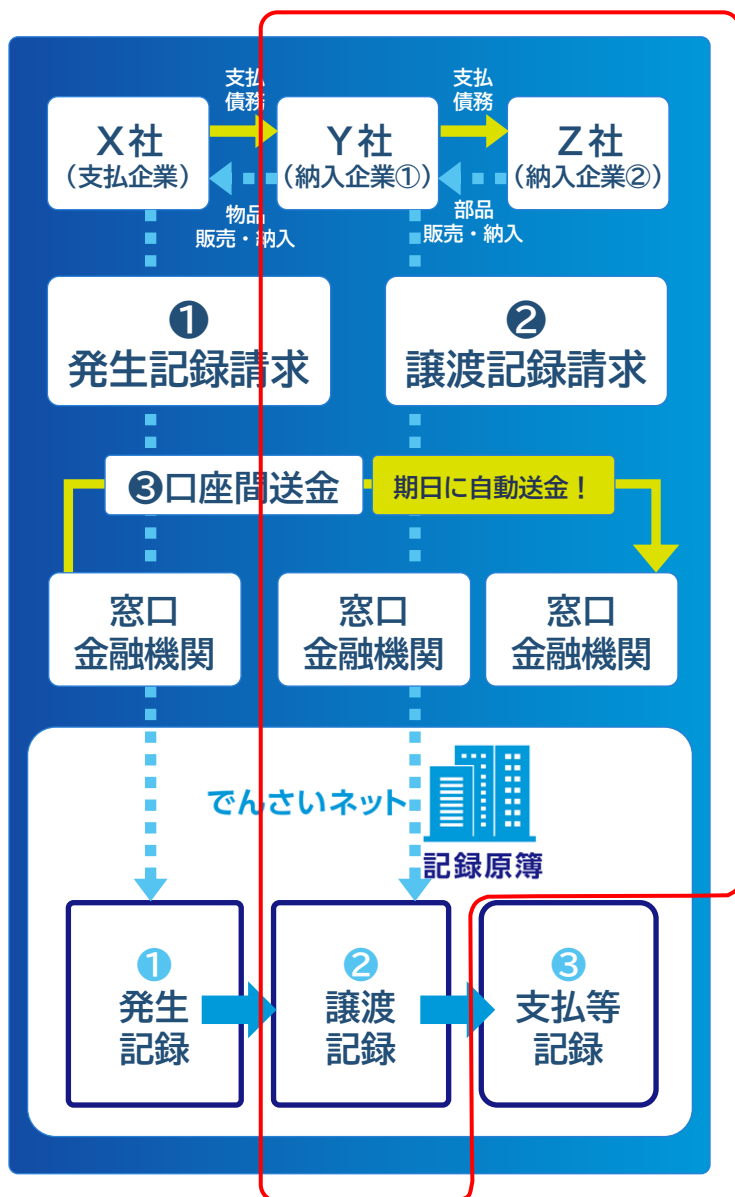 支払
債務
支払
債務
X社
(支払企業)
Y社
(納入企業①)
Z社
(納入企業②)
物品
販売・納入
部品
販売・納入
❶
発生記録請求
❷
譲渡記録請求
❸口座間送金
期日に自動送金！
窓口
金融機関
窓口
金融機関
窓口
金融機関
でんさいネット
記録原簿
❶
発生
記録
❷
譲渡
記録
❸
支払等
記録